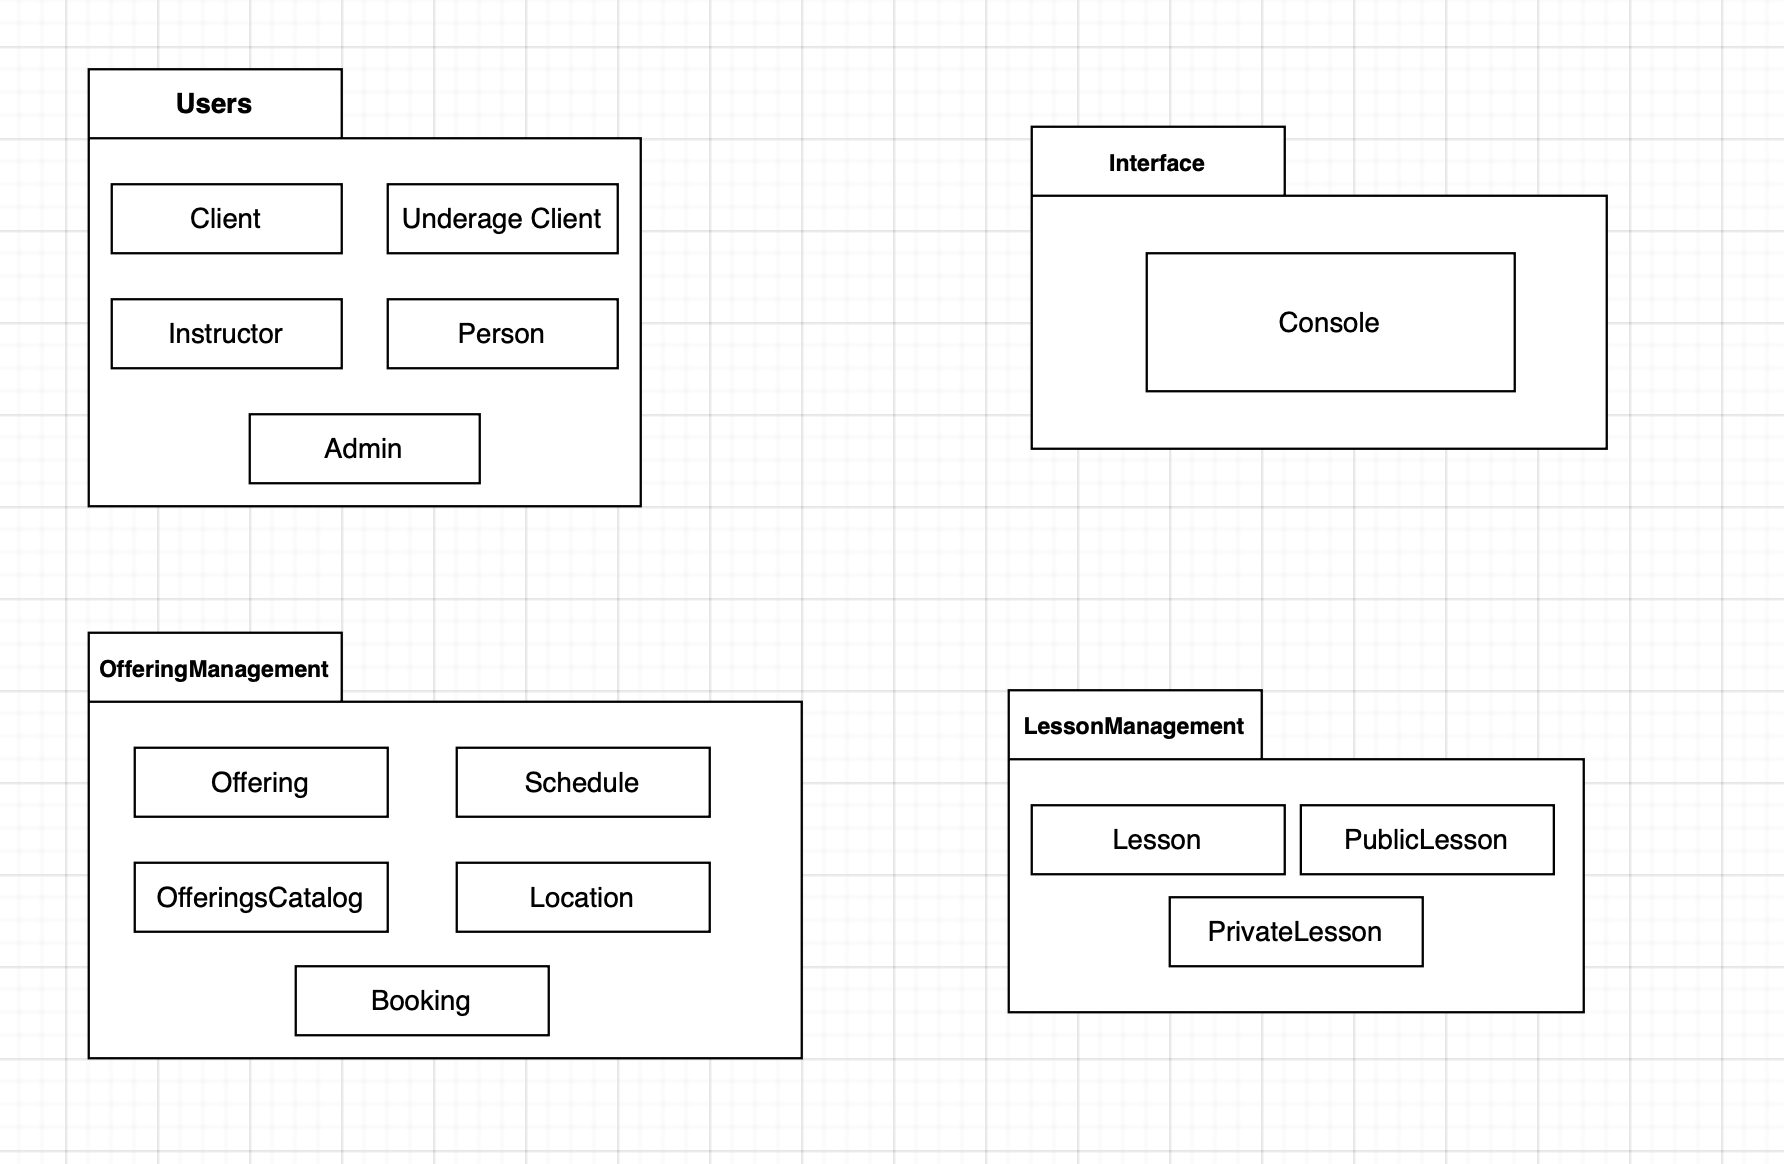 Users
Client
Underage Client
Instructor
Person
Admin
Interface
Console
OfferingManagement
Offering
Schedule
OfferingsCatalog
Location
Booking
LessonManagement
Lesson
PublicLesson
PrivateLesson